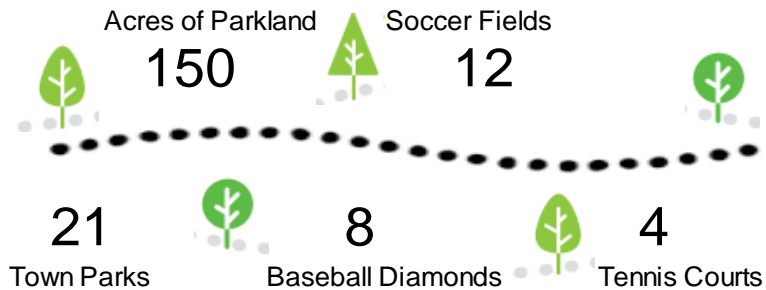 Acres of Parkland Soccer Fields
150 12
21 8 4
Town Parks Baseball Diamonds Tennis Courts